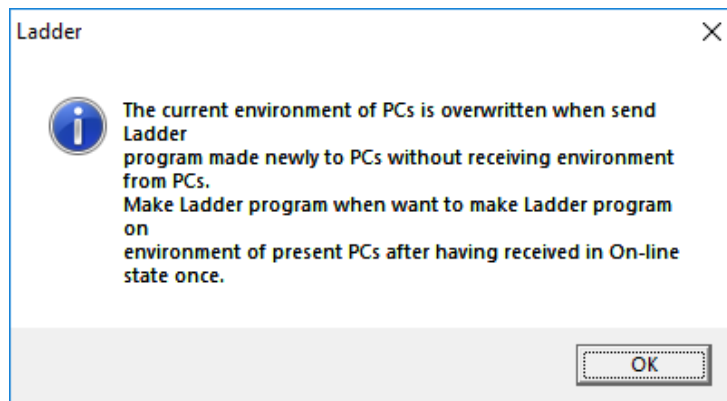 Ladder
The current environment of PCs is overwritten when send
Ladder
program made newly to PCs without receiving environment
from PCs.
Make Ladder program when want to make Ladder program
on
environment of present PCs after having received in On-line
state once.
OK